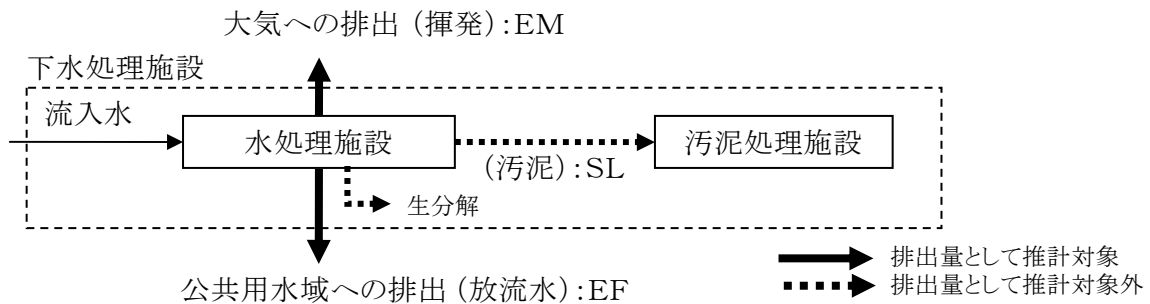 大気への排出（揮発）：EM
下水処理施設
流入水
水処理施設
汚泥処理施設
（汚泥）：SL
生分解
排出量として推計対象
公共用水域への排出（放流水）：EF
排出量として推計対象外